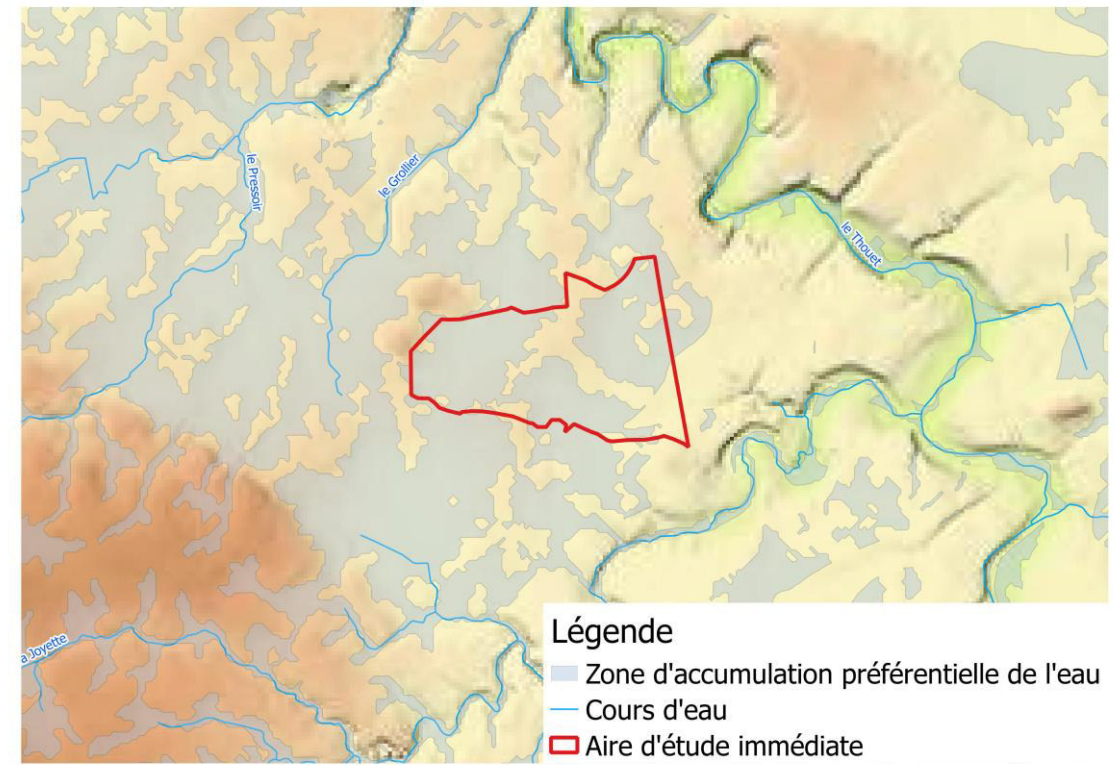 le Pressoir
le Grollier
le Thouet
a Joyette
Légende
Zone d'accumulation préférentielle de l'eau
Cours d'eau
Aire d'étude immédiate